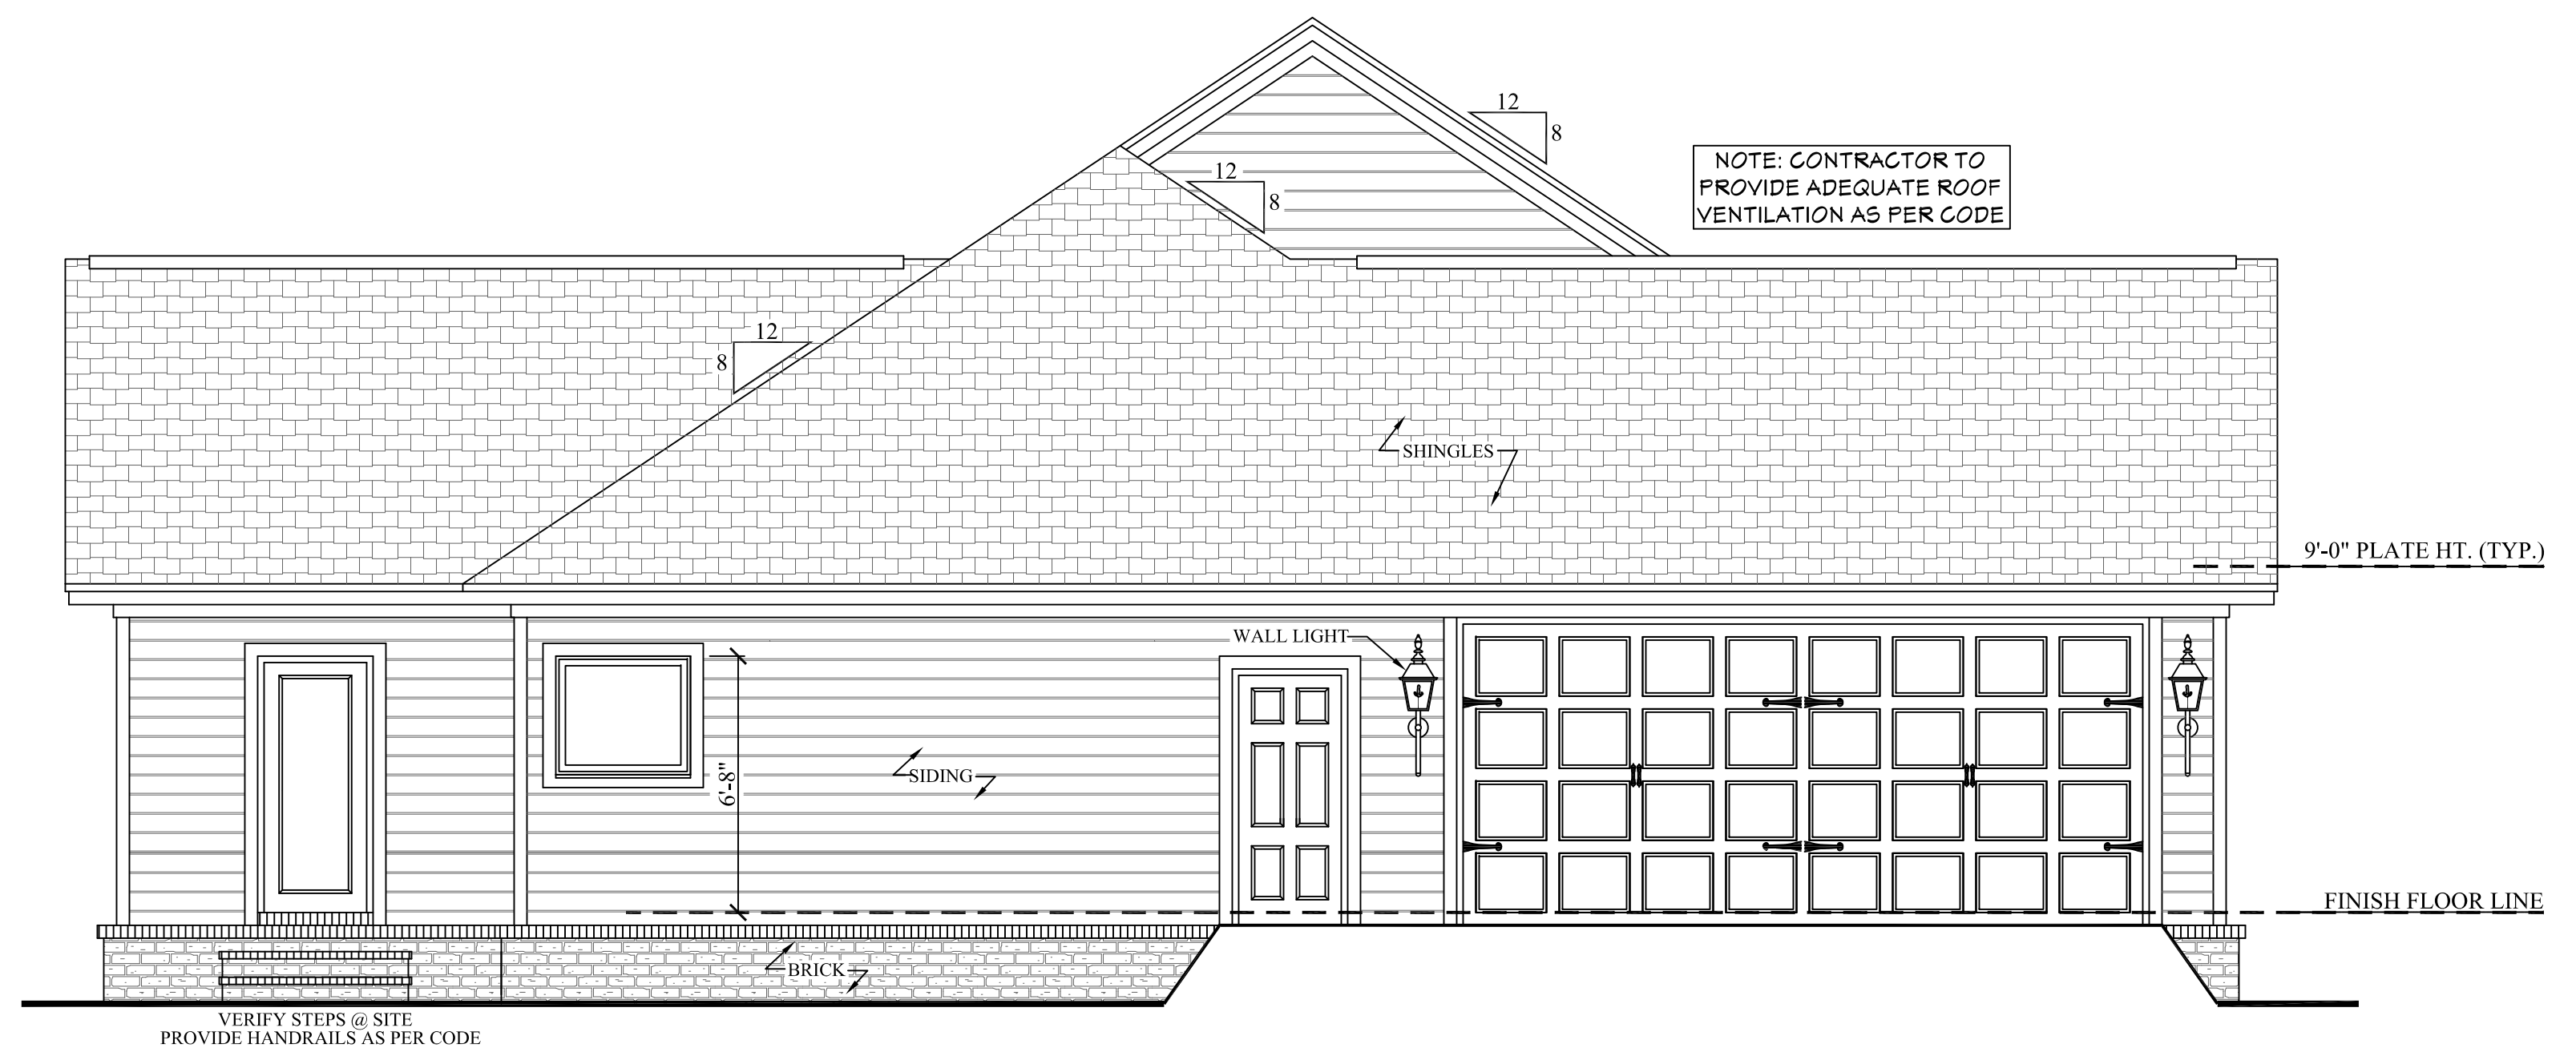 12
8
NOTE: CONTRACTOR TO
PROVIDE ADEQUATE ROOF
VENTILATION AS PER CODE
12
8
12
8
SHINGLES
9'-0" PLATE HT. (TYP.)
WALL LIGHT
6'-8"
SIDING
FINISH FLOOR LINE
BRICK
VERIFY STEPS @ SITE
PROVIDE HANDRAILS AS PER CODE